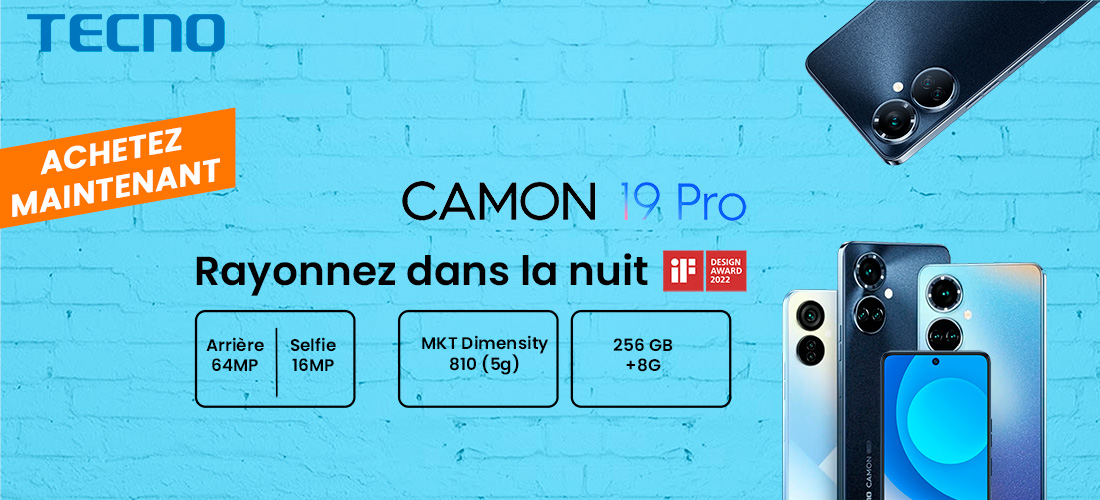 TECNO
ACHETEZ
MAINTENANT
CAMON 19 Pro
Rayonnez dans la nuit
iF
DESIGN
AWARD
2022
Arrière
64MP
Selfie
16MP
MKT Dimensity
810 (5g)
256 GB
+8G
CAMON